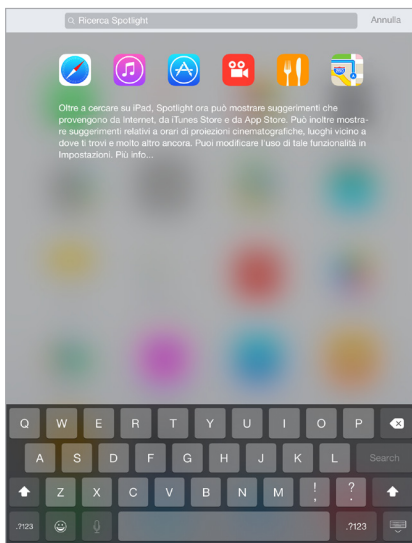 Ricerca Spotlight
Annulla
Oltre a cercare su iPad, Spotlight ora può mostrare suggerimenti che
provengono da Internet, da iTunes Store e da App Store. Può inoltre mostra-
re suggerimenti relativi a orari di proiezioni cinematografiche, luoghi vicino a
dove ti trovi e molto altro ancora. Puoi modificare l'uso di tale funzionalità in
Impostazioni. Più info...
Q W E R T Y U I O P
A S D F G H J K L Search
Z X C V B N M ! , ? .
.?123 .?123